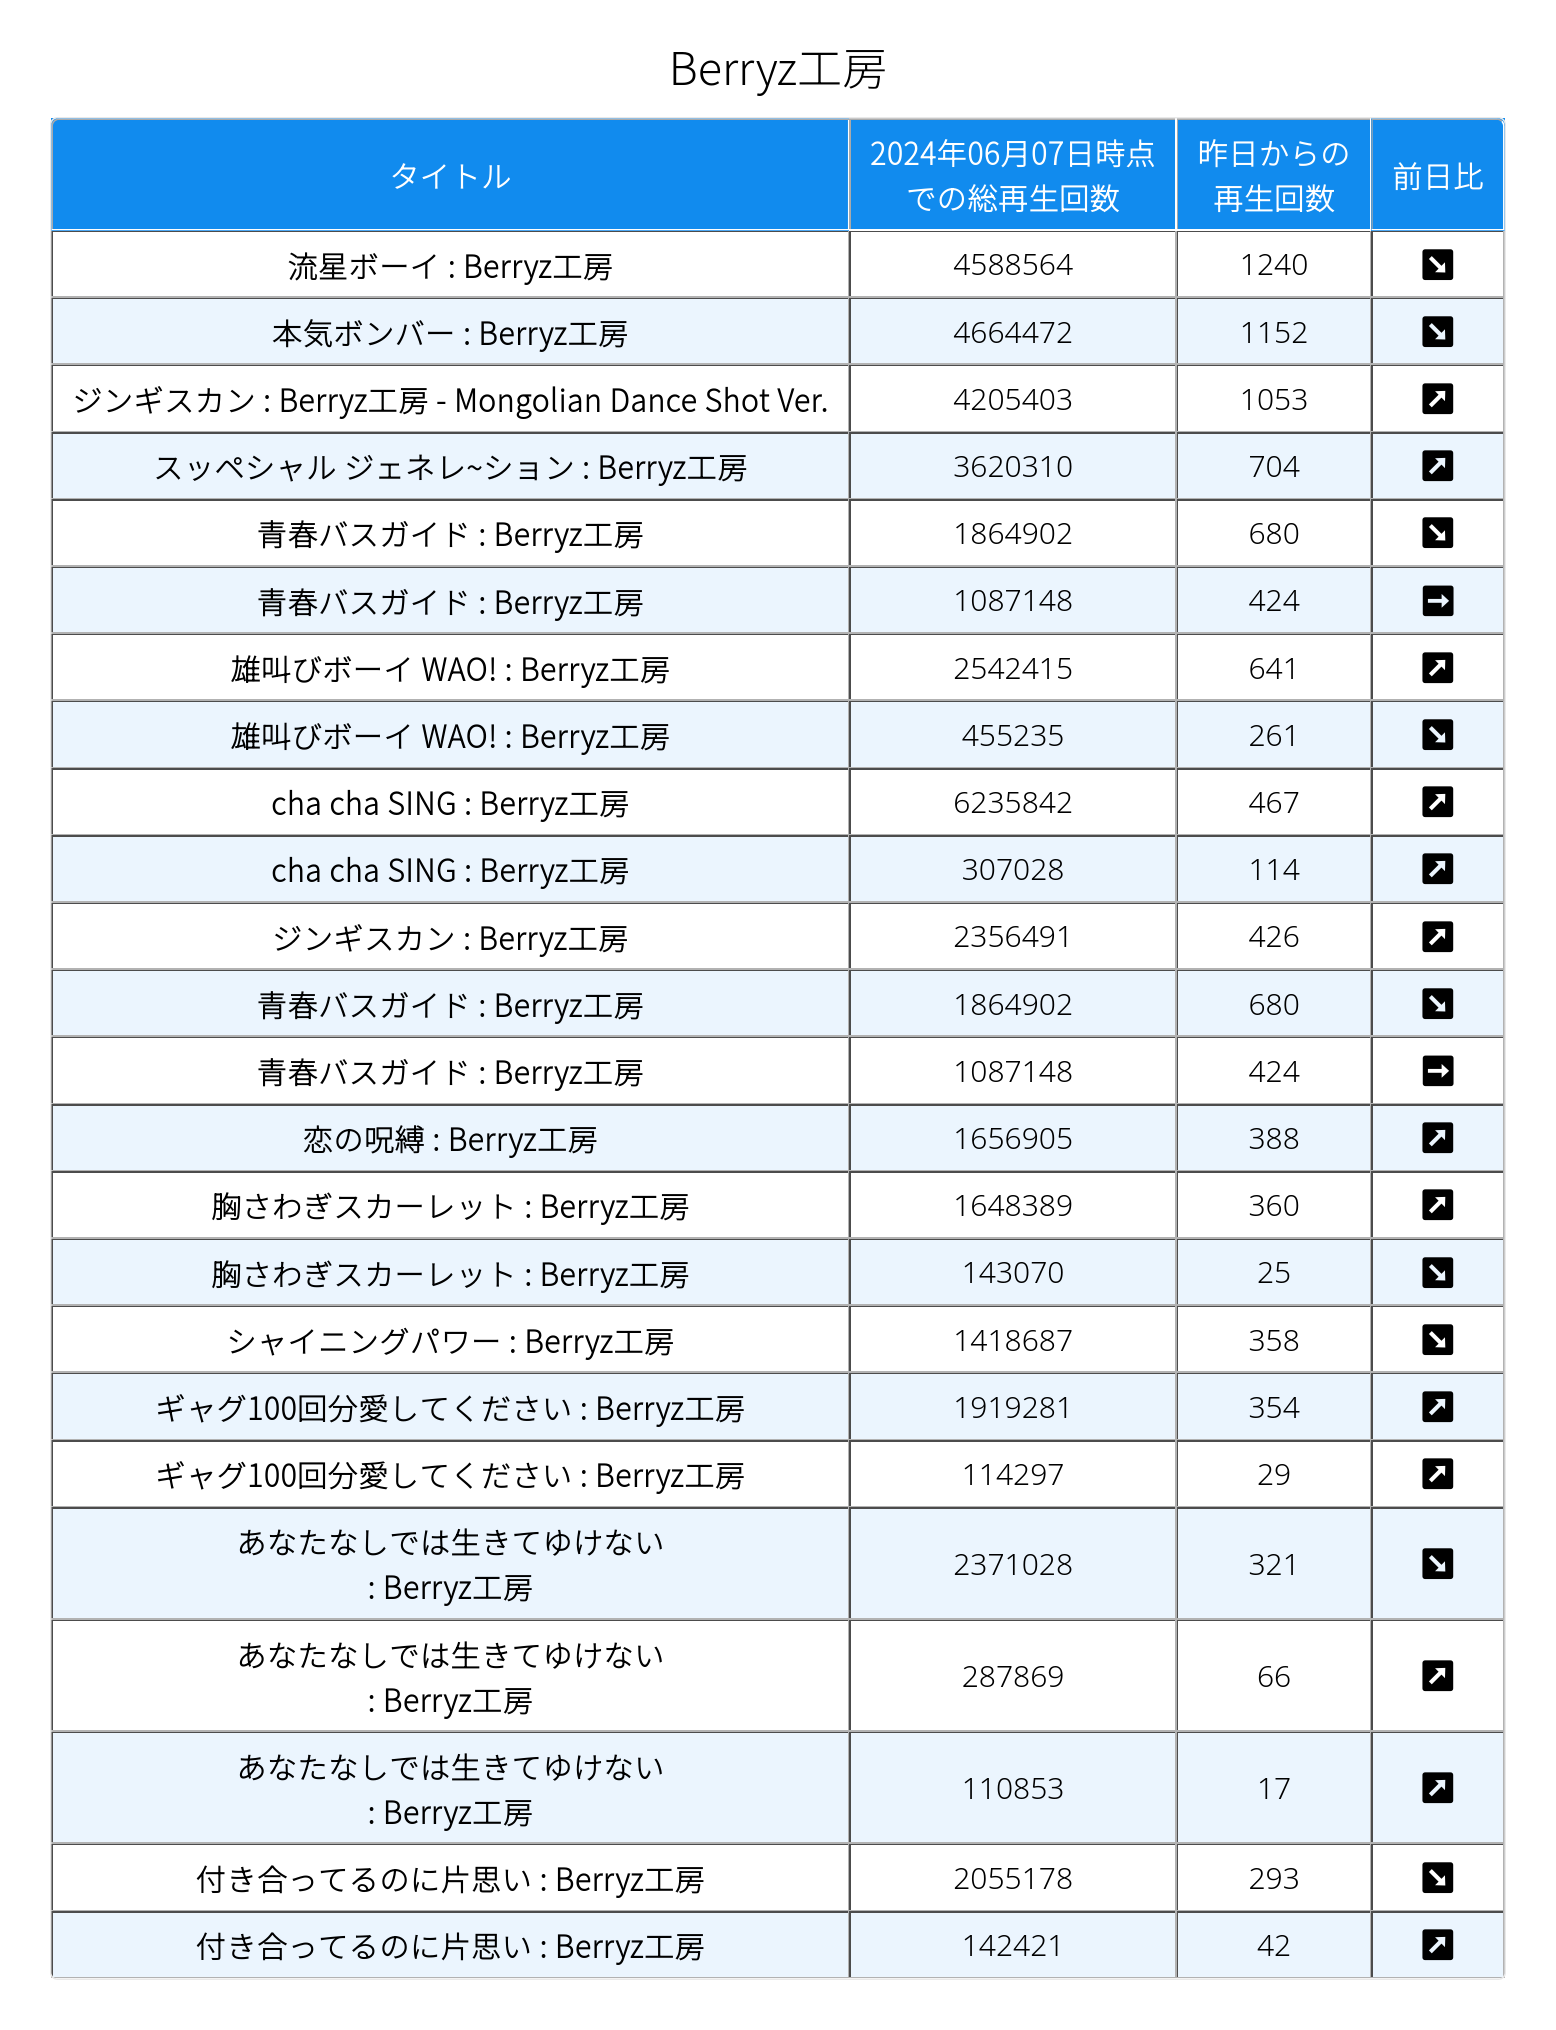 Berryz工房
タイトル 2024年06月07日時点 昨日からの 前日比
での総再生回数 再生回数
流星ボーイ : Berryz工房 4588564 1240 ↘
本気ボンバー : Berryz工房 4664472 1152 ↘
ジンギスカン : Berryz工房 - Mongolian Dance Shot Ver. 4205403 1053 ↗
スッペシャル ジェネレ~ション : Berryz工房 3620310 704 ↗
青春バスガイド : Berryz工房 1864902 680 ↘
青春バスガイド : Berryz工房 1087148 424 →
雄叫びボーイ WAO! : Berryz工房 2542415 641 ↗
雄叫びボーイ WAO! : Berryz工房 455235 261 ↘
cha cha SING : Berryz工房 6235842 467 ↗
cha cha SING : Berryz工房 307028 114 ↗
ジンギスカン : Berryz工房 2356491 426 ↗
青春バスガイド : Berryz工房 1864902 680 ↘
青春バスガイド : Berryz工房 1087148 424 →
恋の呪縛 : Berryz工房 1656905 388 ↗
胸さわぎスカーレット : Berryz工房 1648389 360 ↗
胸さわぎスカーレット : Berryz工房 143070 25 ↘
シャイニングパワー : Berryz工房 1418687 358 ↘
ギャグ100回分愛してください : Berryz工房 1919281 354 ↗
ギャグ100回分愛してください : Berryz工房 114297 29 ↗
あなたなしでは生きてゆけない
: Berryz工房 2371028 321 ↘
あなたなしでは生きてゆけない
: Berryz工房 287869 66 ↗
あなたなしでは生きてゆけない
: Berryz工房 110853 17 ↗
付き合ってるのに片思い : Berryz工房 2055178 293 ↘
付き合ってるのに片思い : Berryz工房 142421 42 ↗